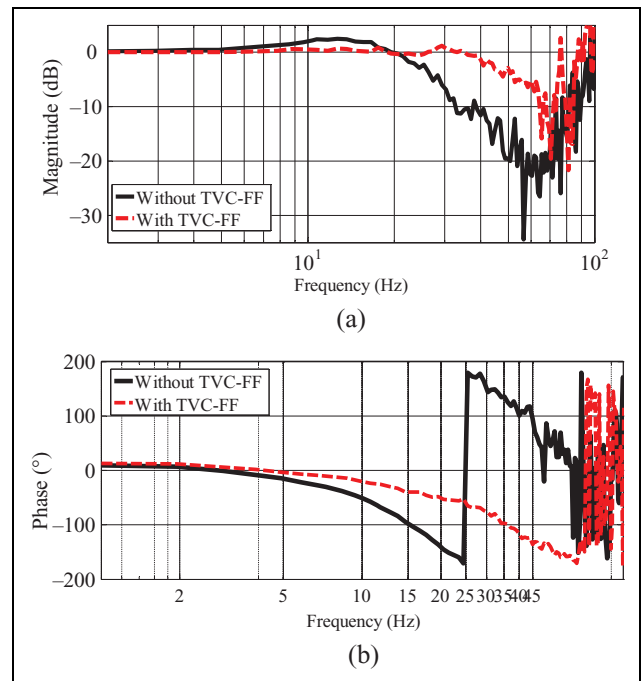 0
−10
−20
−30
Magnitude (dB)
Without TVC-FF
With TVC-FF
10¹
10²
Frequency (Hz)
(a)
200
100
0
−100
−200
Phase (°)
Without TVC-FF
With TVC-FF
2 5 10 15 20 25 30 35 40 45
Frequency (Hz)
(b)